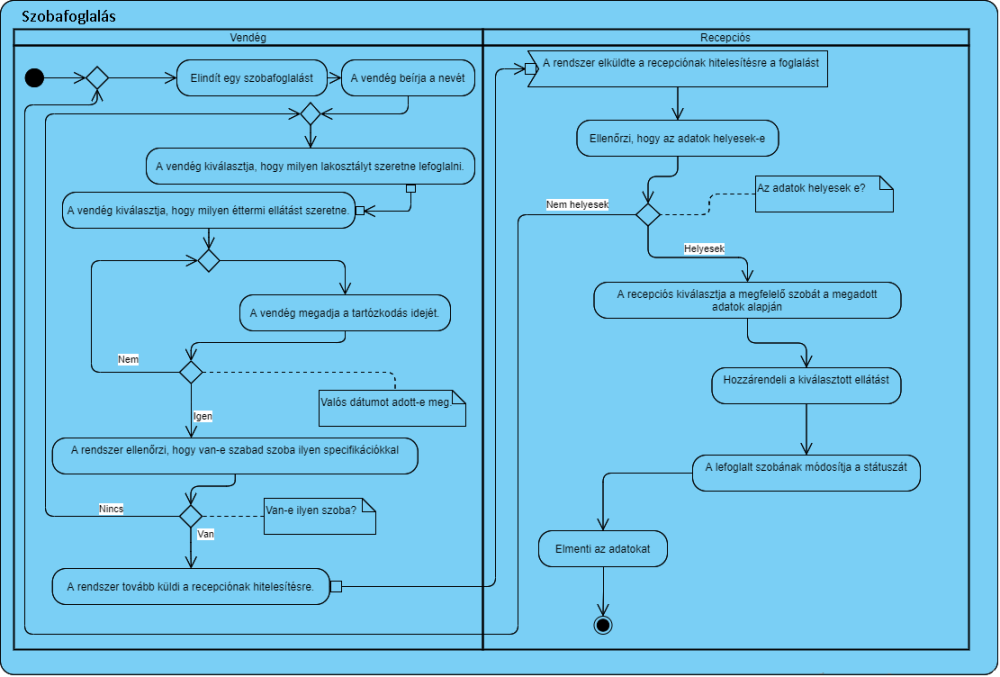 Szobafoglalás
Vendég
Elindít egy szobafoglalást
A vendég beírja a nevét
A vendég kiválasztja, hogy milyen lakosztályt szeretne lefoglalni.
A vendég kiválasztja, hogy milyen éttermi ellátást szeretne.
A vendég megadja a tartózkodás idejét.
Nem
Valós dátumot adott-e meg.
Igen
A rendszer ellenőrzi, hogy van-e szabad szoba ilyen specifikációkkal
Nincs
Van-e ilyen szoba?
Van
A rendszer tovább küldi a recepciónak hitelesítésre.
Recepciós
A rendszer elküldte a recepciónak hitelesítésre a foglalást
Ellenőrzi, hogy az adatok helyesek-e
Az adatok helyesek e?
Nem helyesek
Helyesek
A recepciós kiválasztja a megfelelő szobát a megadott
adatok alapján
Hozzárendeli a kiválasztott ellátást
A lefoglalt szobának módosítja a státuszát
Elmenti az adatokat